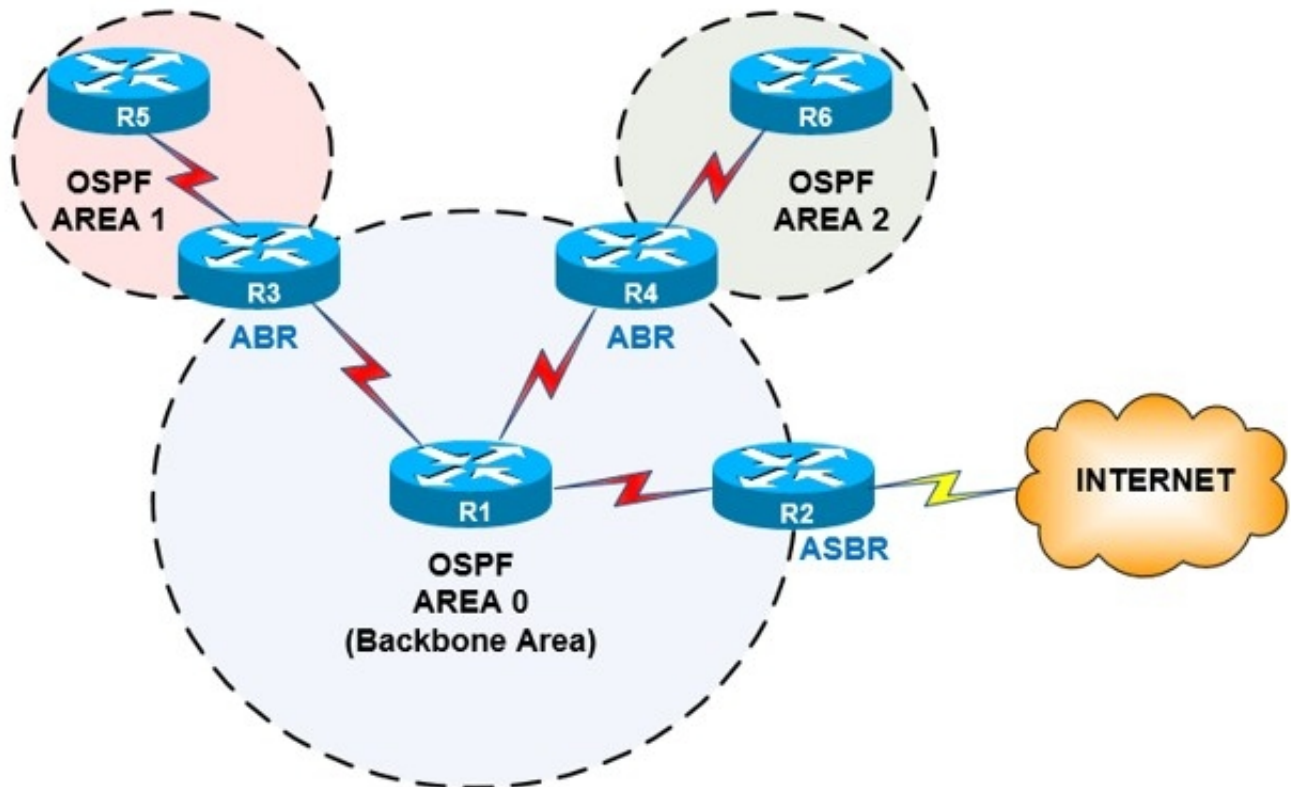 R5
OSPF
AREA 1
R3
ABR
R6
OSPF
AREA 2
R4
ABR
R1
OSPF
AREA 0
(Backbone Area)
R2
ASBR
INTERNET